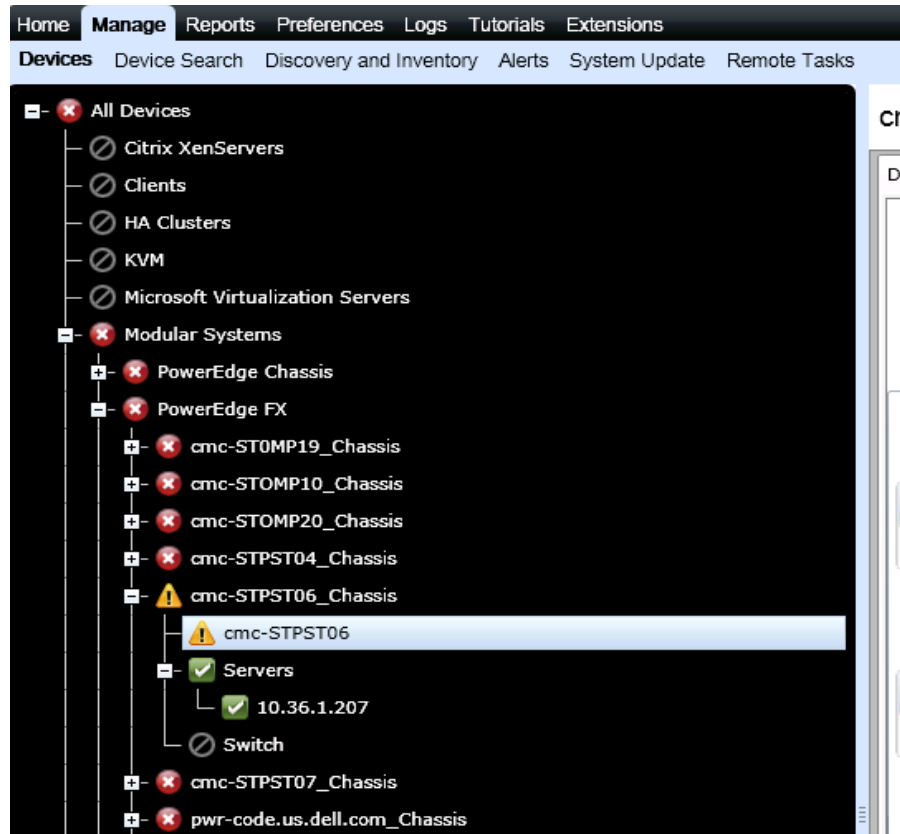 Home Manage Reports Preferences Logs Tutorials Extensions
Devices Device Search Discovery and Inventory Alerts System Update Remote Tasks
All Devices
Citrix XenServers
Clients
HA Clusters
KVM
Microsoft Virtualization Servers
Modular Systems
PowerEdge Chassis
PowerEdge FX
cmc-ST0MP19_Chassis
cmc-STOMP10_Chassis
cmc-STOMP20_Chassis
cmc-STPST04_Chassis
cmc-STPST06_Chassis
cmc-STPST06
Servers
10.36.1.207
Switch
cmc-STPST07_Chassis
pwr-code.us.dell.com_Chassis